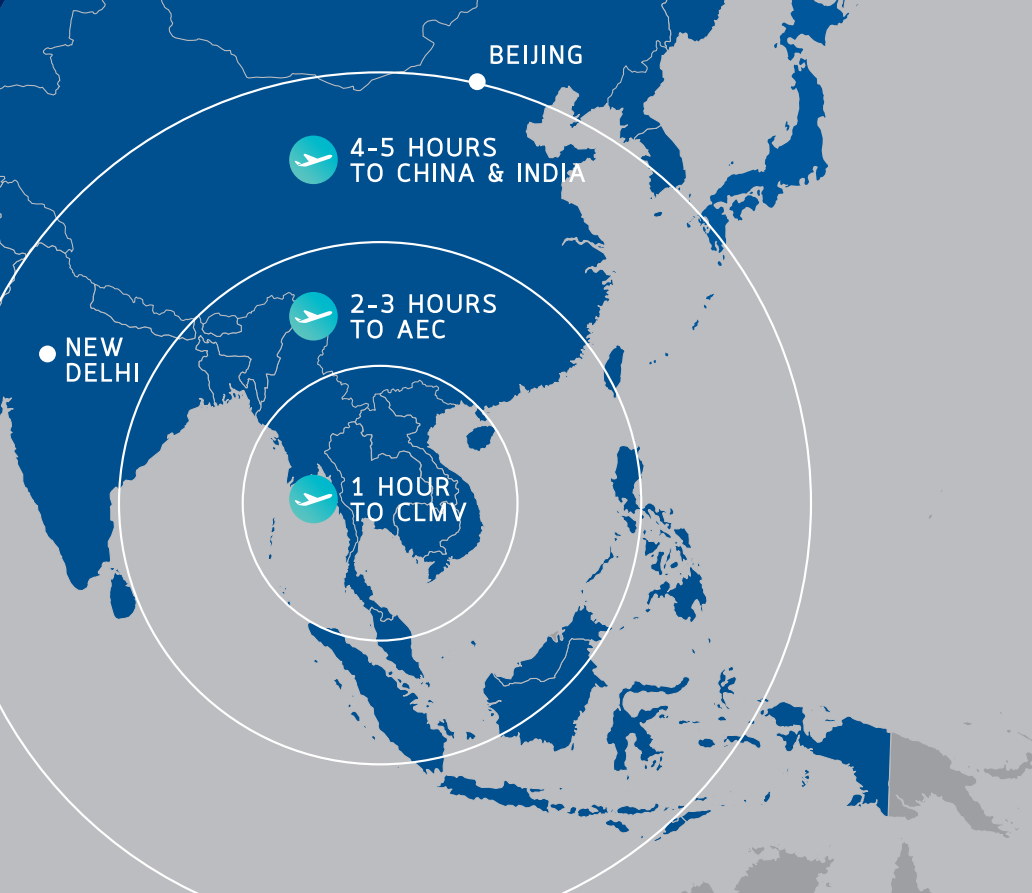 BEIJING
4-5 HOURS
TO CHINA & INDIA
2-3 HOURS
TO AEC
NEW
DELHI
1 HOUR
TO CLMV